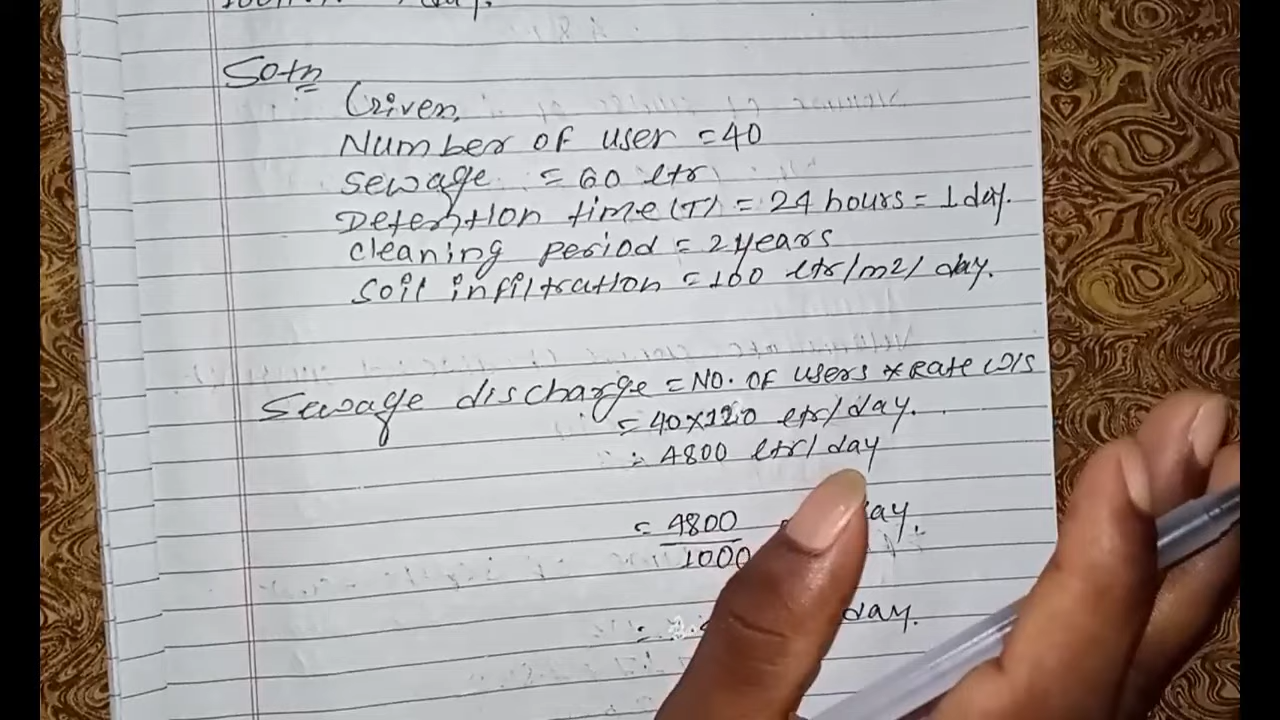 day.
Soln
Given,
Number of user = 40
sewage = 60 ltr
Detention time (T) = 24 hours = 1 day.
cleaning period = 2 years
Soil infiltration = 100 ltr/m2/day.
Sewage discharge = NO. OF users * Rate w/s
= 40 x 120 ltr/day.
= 4800 ltr/day
= 4800
day.
1000
= day.